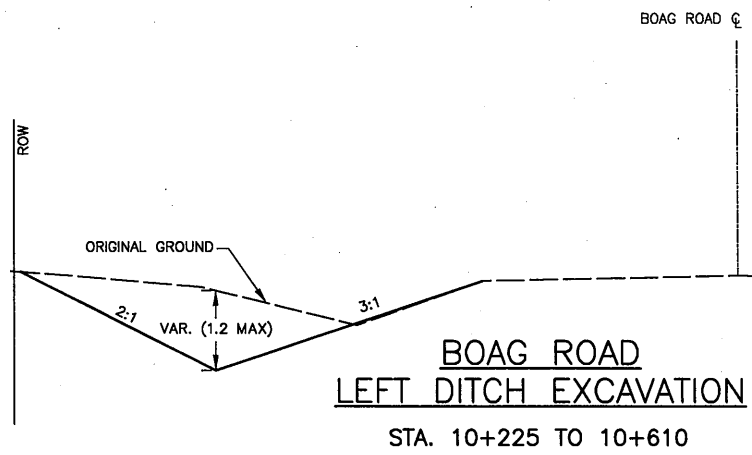 BOAG ROAD ℄
ROW
ORIGINAL GROUND
2:1
VAR. (1.2 MAX)
3:1
BOAG ROAD
LEFT DITCH EXCAVATION
STA. 10+225 TO 10+610